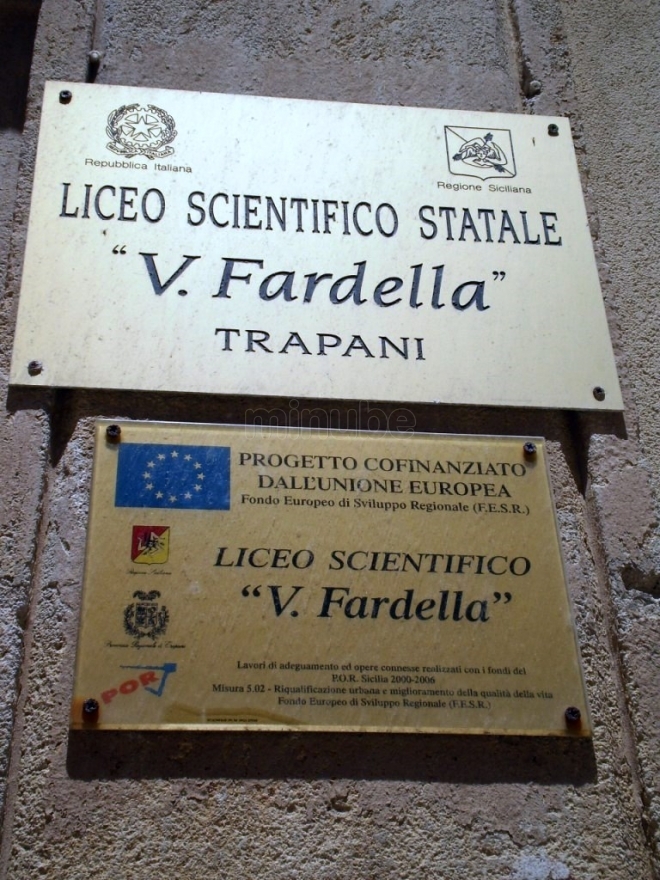 Repubblica Italiana
Regione Siciliana
LICEO SCIENTIFICO STATALE
"V. Fardella"
TRAPANI
minube
PROGETTO COFINANZIATO
DALL'UNIONE EUROPEA
Fondo Europeo di Sviluppo Regionale (F.E.S.R.)
LICEO SCIENTIFICO
"V. Fardella"
Lavori di adeguamento ed opere connesse realizzati con i fondi del
P.O.R. Sicilia 2000-2006
Misura 5.02 - Riqualificazione urbana e miglioramento della qualità della vita
Fondo Europeo di Sviluppo Regionale (F.E.S.R.)
POR